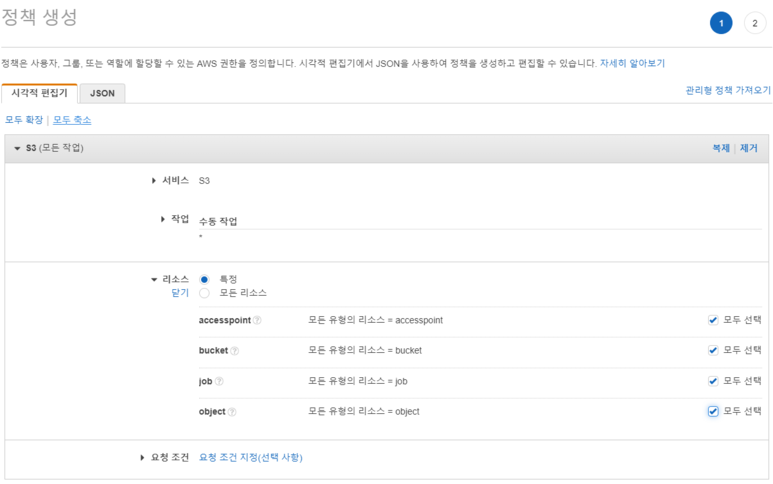 정책 생성
1 2
정책은 사용자, 그룹, 또는 역할에 할당할 수 있는 AWS 권한을 정의합니다. 시각적 편집기에서 JSON을 사용하여 정책을 생성하고 편집할 수 있습니다. 자세히 알아보기
시각적 편집기 JSON 관리형 정책 가져오기
모두 확장 | 모두 축소
S3 (모든 작업) 복제 | 제거
서비스 S3
작업 수동 작업
*
리소스 특정
닫기 모든 리소스
accesspoint ? 모든 유형의 리소스 = accesspoint 모두 선택
bucket ? 모든 유형의 리소스 = bucket 모두 선택
job ? 모든 유형의 리소스 = job 모두 선택
object ? 모든 유형의 리소스 = object 모두 선택
요청 조건 요청 조건 지정(선택 사항)